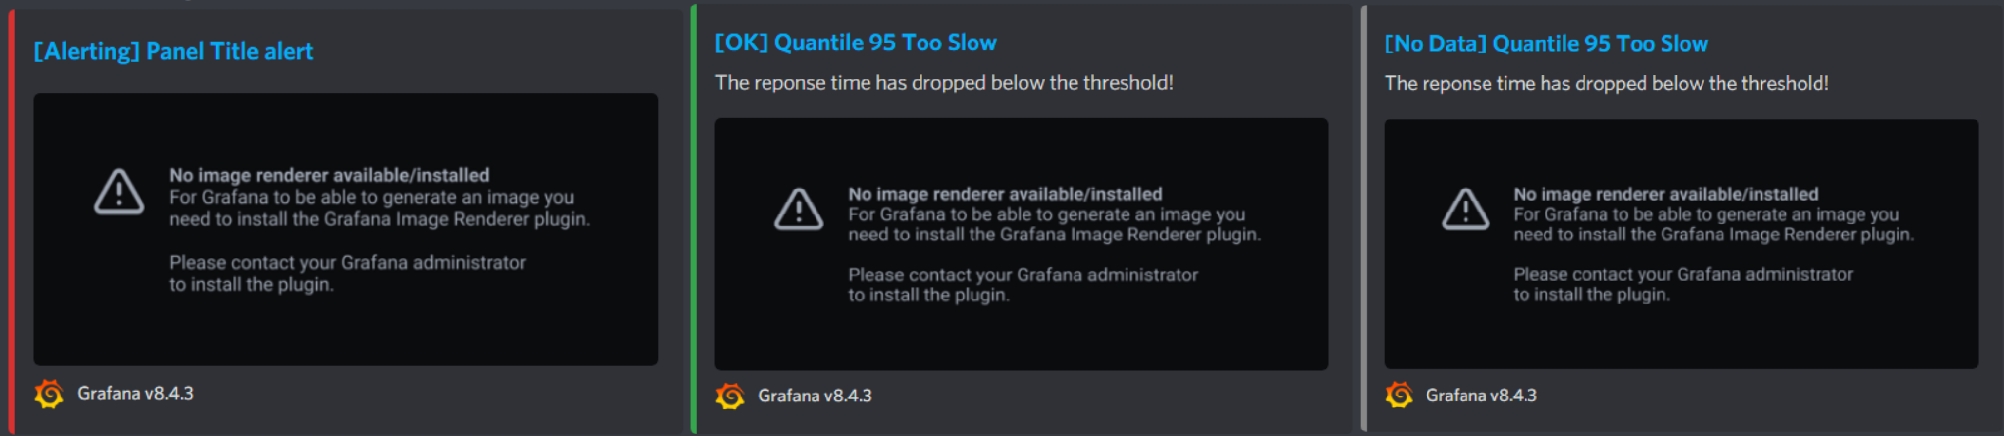 [Alerting] Panel Title alert
No image renderer available/installed
For Grafana to be able to generate an image you
need to install the Grafana Image Renderer plugin.
Please contact your Grafana administrator
to install the plugin.
Grafana v8.4.3
[OK] Quantile 95 Too Slow
The reponse time has dropped below the threshold!
No image renderer available/installed
For Grafana to be able to generate an image you
need to install the Grafana Image Renderer plugin.
Please contact your Grafana administrator
to install the plugin.
Grafana v8.4.3
[No Data] Quantile 95 Too Slow
The reponse time has dropped below the threshold!
No image renderer available/installed
For Grafana to be able to generate an image you
need to install the Grafana Image Renderer plugin.
Please contact your Grafana administrator
to install the plugin.
Grafana v8.4.3